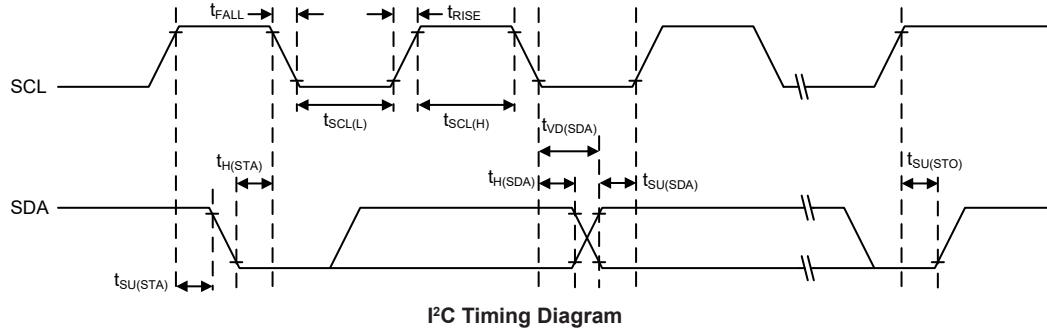 tFALL
tRISE
SCL
tSCL(L)
tSCL(H)
tVD(SDA)
tH(STA)
tH(SDA)
tSU(SDA)
tSU(STO)
SDA
tSU(STA)
I²C Timing Diagram